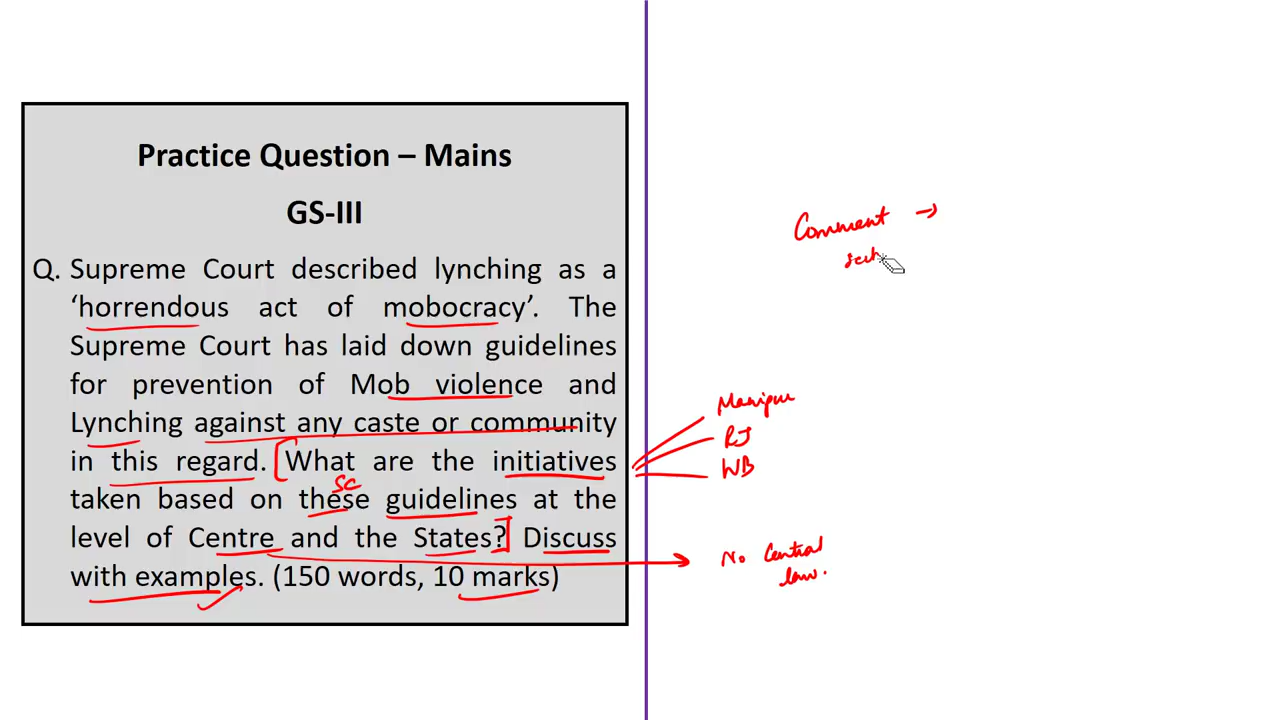 Practice Question – Mains
GS-III
Q. Supreme Court described lynching as a
‘horrendous act of mobocracy’. The
Supreme Court has laid down guidelines
for prevention of Mob violence and
Lynching against any caste or community
in this regard. What are the initiatives
SC
taken based on these guidelines at the
level of Centre and the States? Discuss
with examples. (150 words, 10 marks)
Comment →
Manipur
RJ
WB
No Central
law.